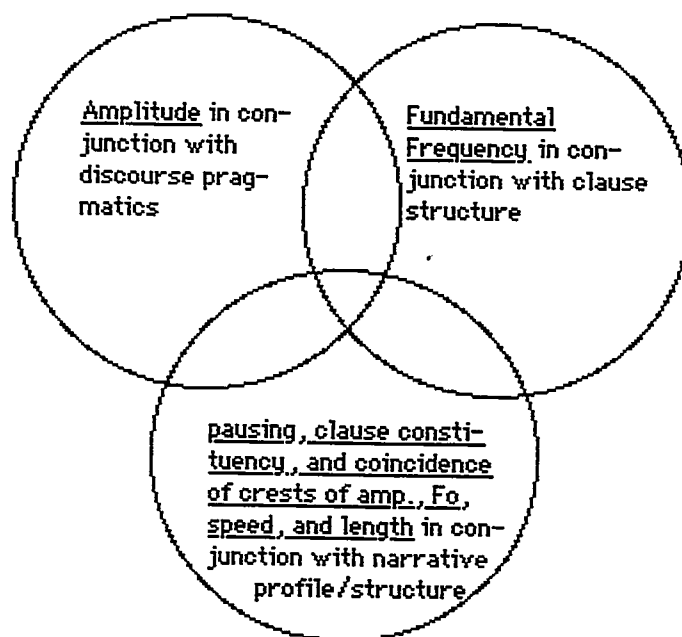 Amplitude in con-
junction with
discourse prag-
matics
Fundamental
Frequency in con-
junction with clause
structure
pausing, clause consti-
tuency, and coincidence
of crests of amp., Fo,
speed, and length in con-
junction with narrative
profile/structure